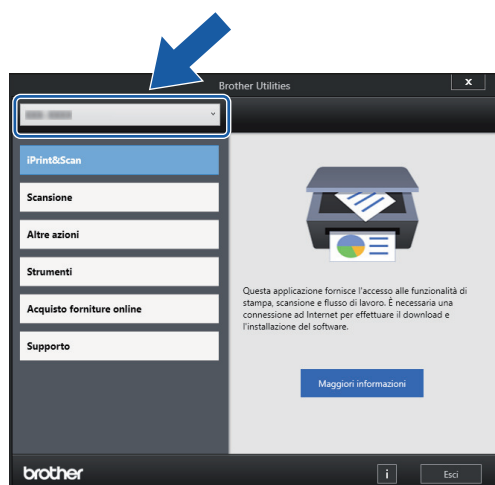 Brother Utilities
x
iPrint&Scan
Scansione
Altre azioni
Strumenti
Acquisto forniture online
Supporto
Questa applicazione fornisce l'accesso alle funzionalità di
stampa, scansione e flusso di lavoro. È necessaria una
connessione ad Internet per effettuare il download e
l'installazione del software.
Maggiori informazioni
brother
i
Esci